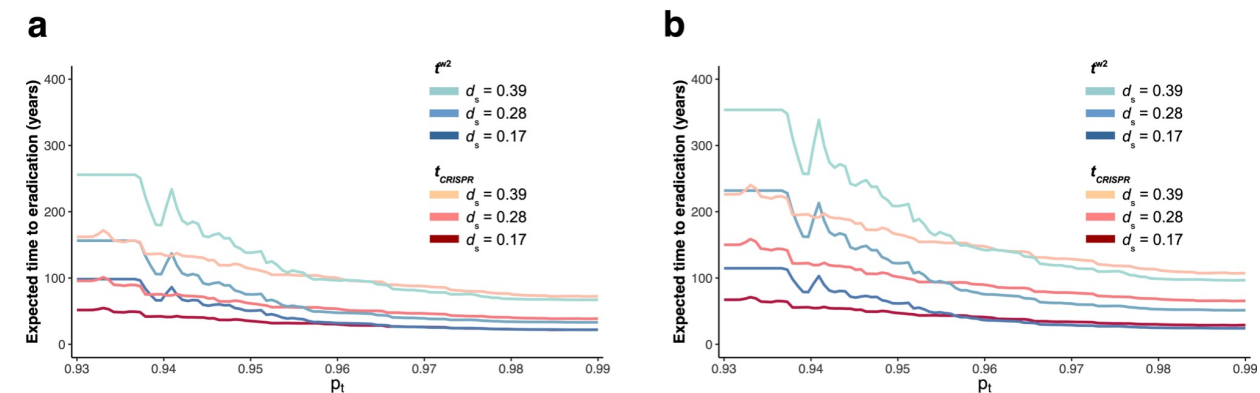 a
Expected time to eradication (years)
400
300
200
100
0
0.93 0.94 0.95 0.96 0.97 0.98 0.99
pt
tw2
ds = 0.39
ds = 0.28
ds = 0.17
tCRISPR
ds = 0.39
ds = 0.28
ds = 0.17
b
Expected time to eradication (years)
400
300
200
100
0
0.93 0.94 0.95 0.96 0.97 0.98 0.99
pt
tw2
ds = 0.39
ds = 0.28
ds = 0.17
tCRISPR
ds = 0.39
ds = 0.28
ds = 0.17